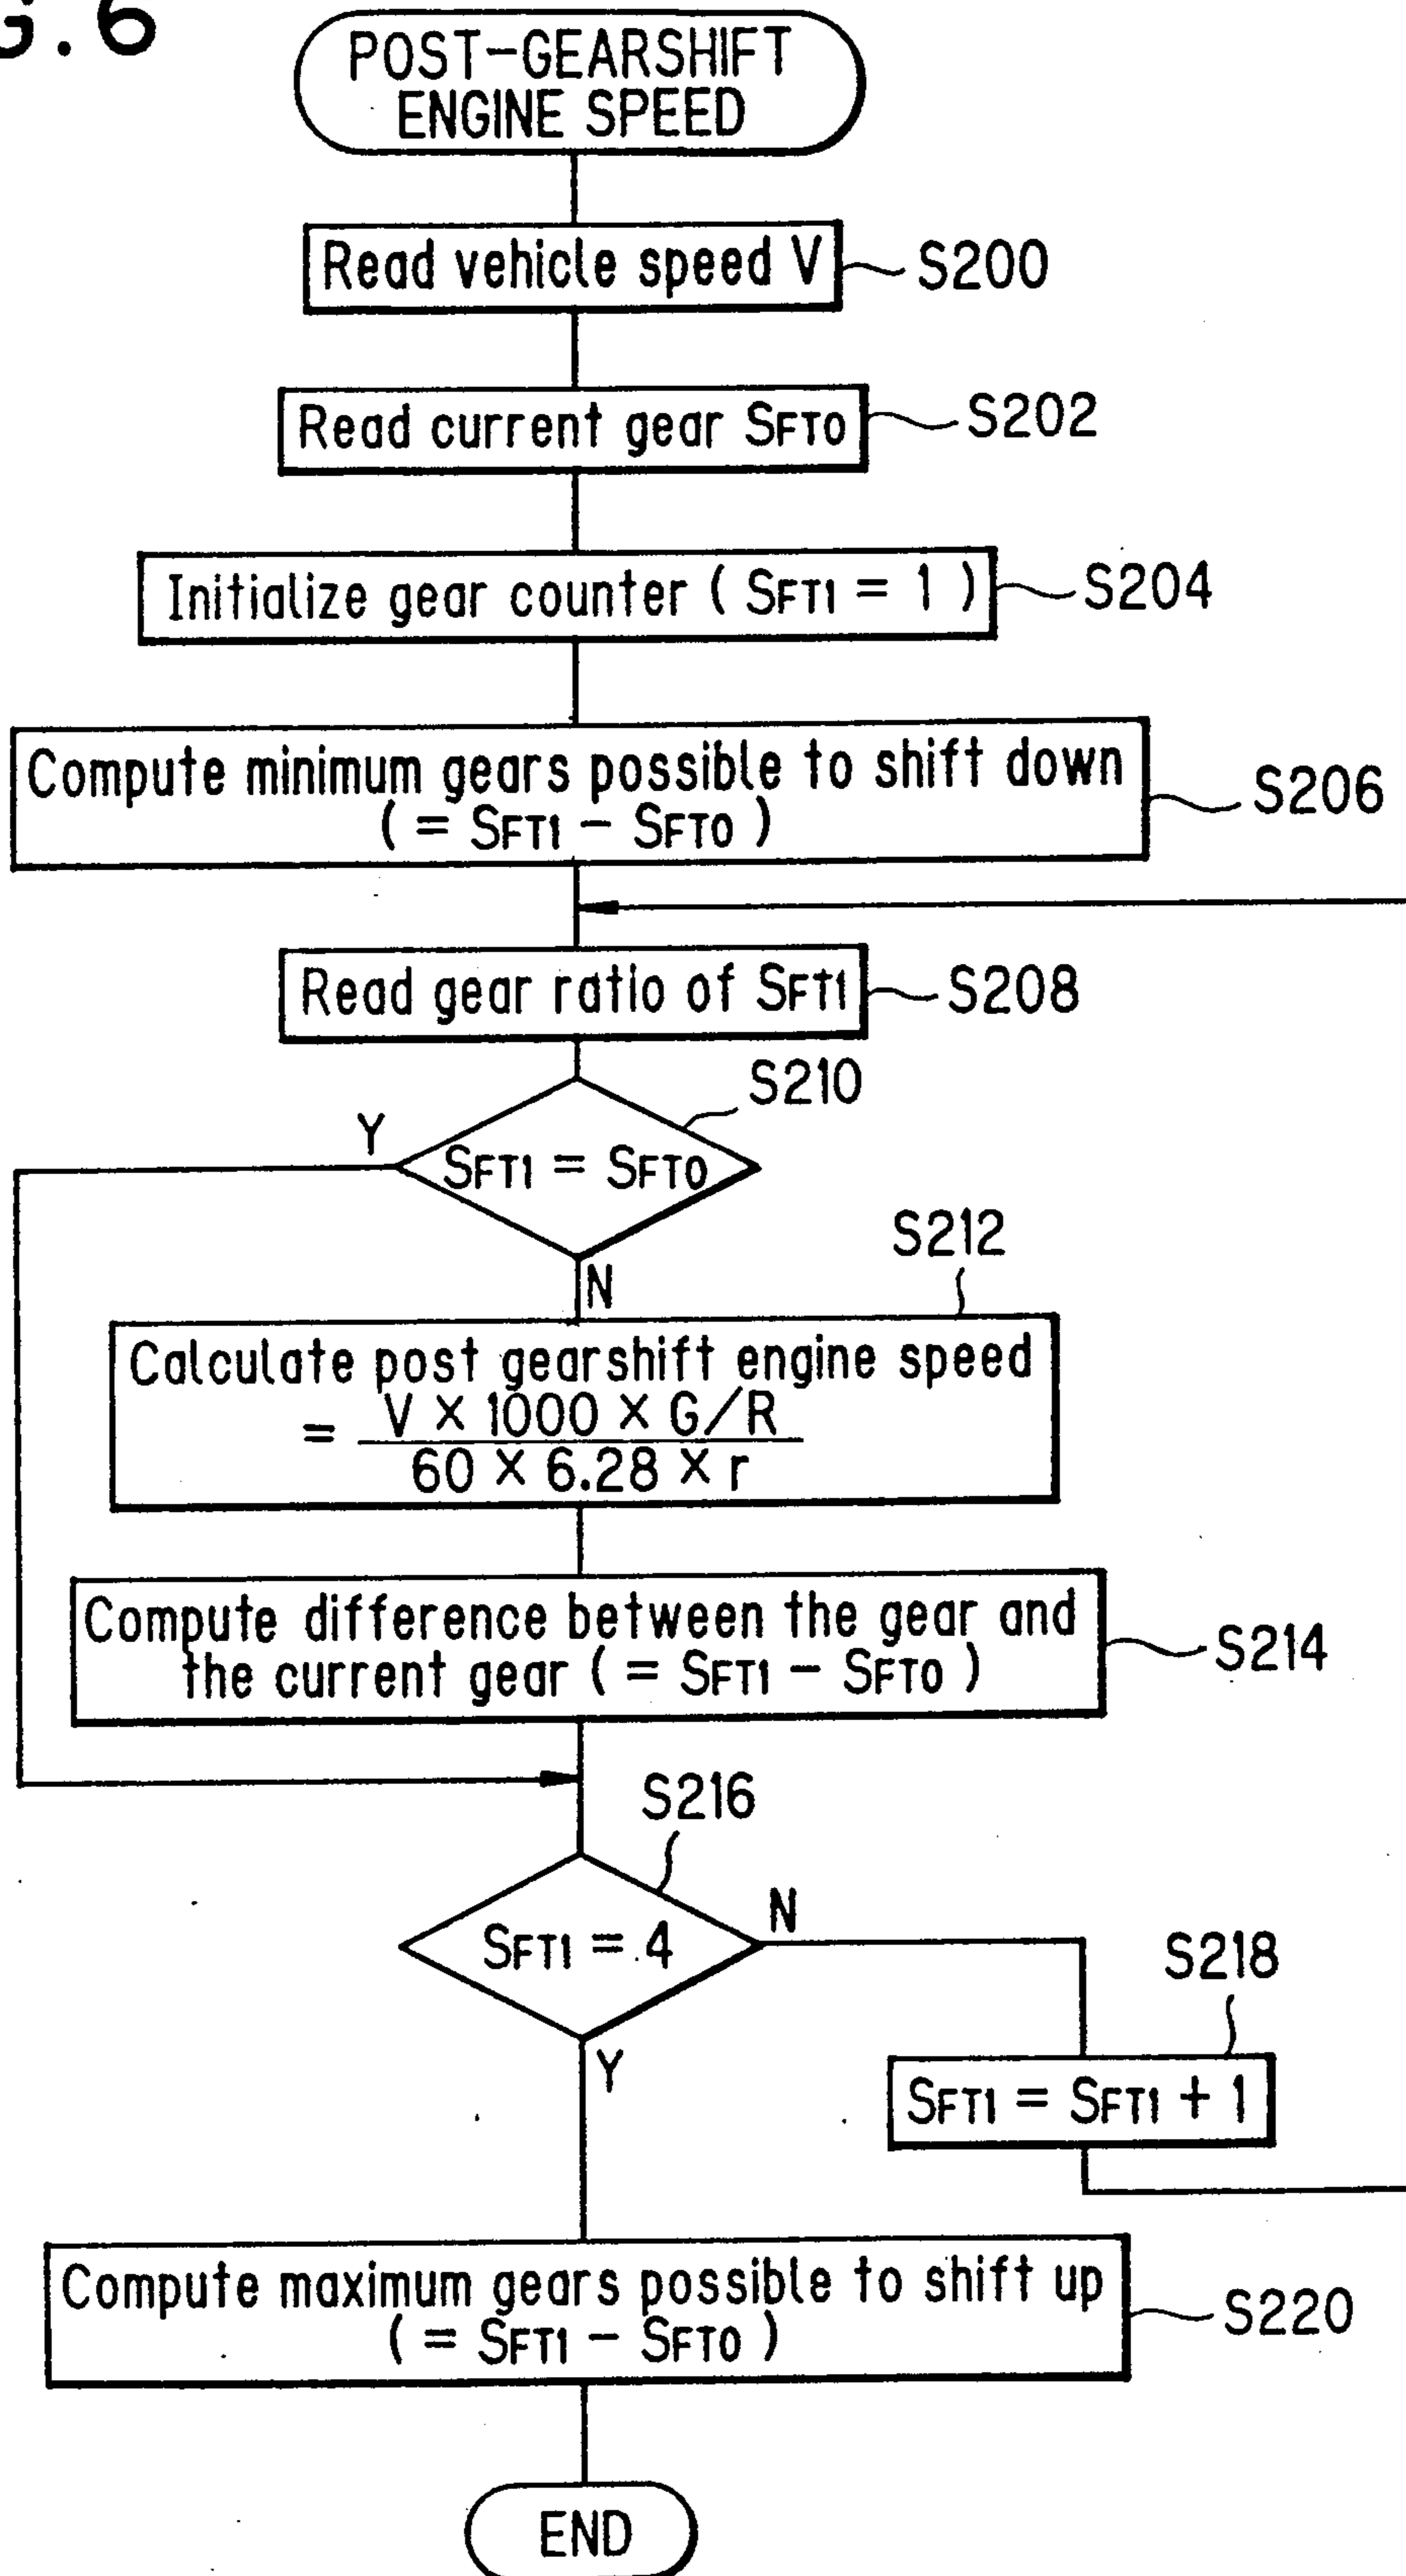 G.6
POST-GEARSHIFT
ENGINE SPEED
Read vehicle speed V
S200
Read current gear SFT0
S202
Initialize gear counter ( SFT1 = 1 )
S204
Compute minimum gears possible to shift down
( = SFT1 - SFT0 )
S206
Read gear ratio of SFT1
S208
S210
Y
SFT1 = SFT0
N
S212
Calculate post gearshift engine speed
= V × 1000 × G/R
60 × 6.28 × r
Compute difference between the gear and
the current gear ( = SFT1 - SFT0 )
S214
S216
SFT1 = 4
N
Y
S218
SFT1 = SFT1 + 1
Compute maximum gears possible to shift up
( = SFT1 - SFT0 )
S220
END